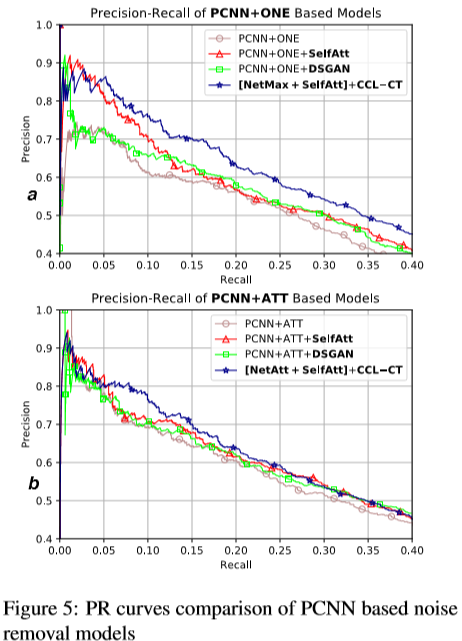 Precision-Recall of PCNN+ONE Based Models
1.0
0.9
0.8
0.7
0.6
0.5
0.4
Precision
a
PCNN+ONE
PCNN+ONE+SelfAtt
PCNN+ONE+DSGAN
[NetMax + SelfAtt]+CCL-CT
0.00 0.05 0.10 0.15 0.20 0.25 0.30 0.35 0.40
Recall
Precision-Recall of PCNN+ATT Based Models
1.0
0.9
0.8
0.7
0.6
0.5
0.4
Precision
b
PCNN+ATT
PCNN+ATT+SelfAtt
PCNN+ATT+DSGAN
[NetAtt + SelfAtt]+CCL-CT
0.00 0.05 0.10 0.15 0.20 0.25 0.30 0.35 0.40
Recall
Figure 5: PR curves comparison of PCNN based noise
removal models